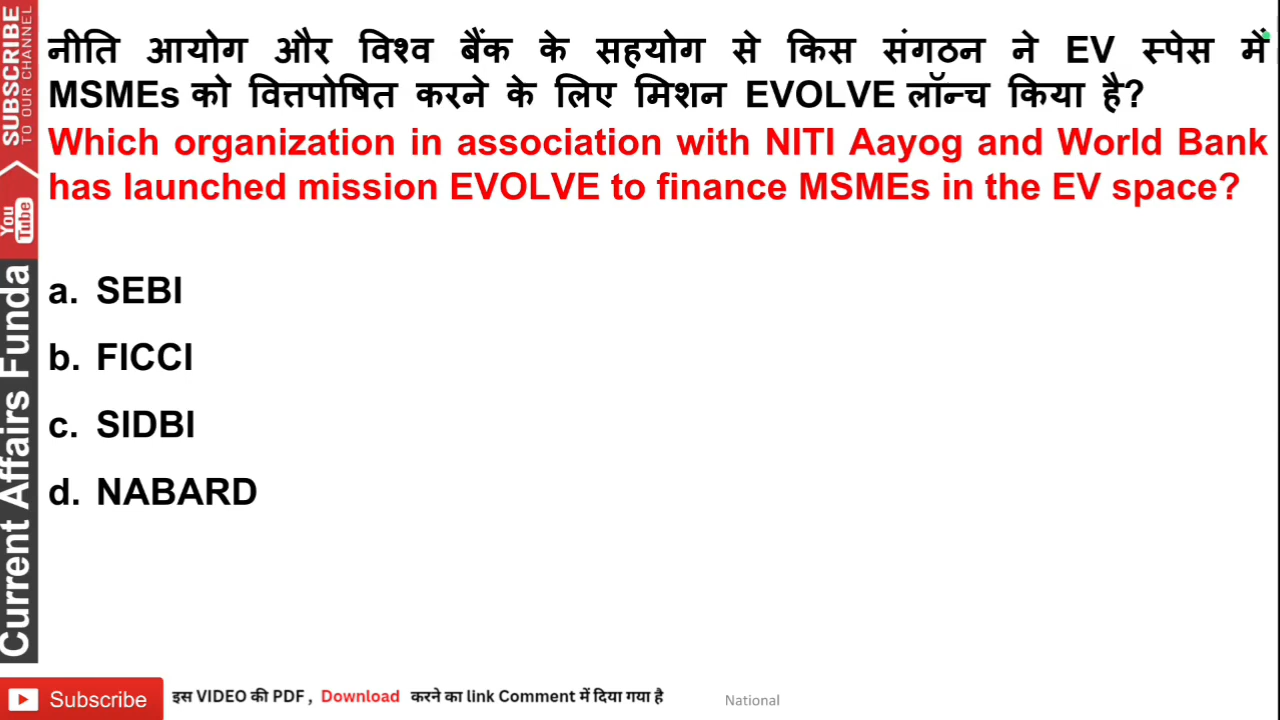 नीति आयोग और विश्व बैंक के सहयोग से किस संगठन ने EV स्पेस में
MSMEs को वित्तपोषित करने के लिए मिशन EVOLVE लॉन्च किया है?
Which organization in association with NITI Aayog and World Bank
has launched mission EVOLVE to finance MSMEs in the EV space?
a. SEBI
b. FICCI
c. SIDBI
d. NABARD
SUBSCRIBE
TO OUR CHANNEL
You
Tube
Current Affairs Funda
Subscribe
इस VIDEO की PDF , Download करने का link Comment में दिया गया है
National